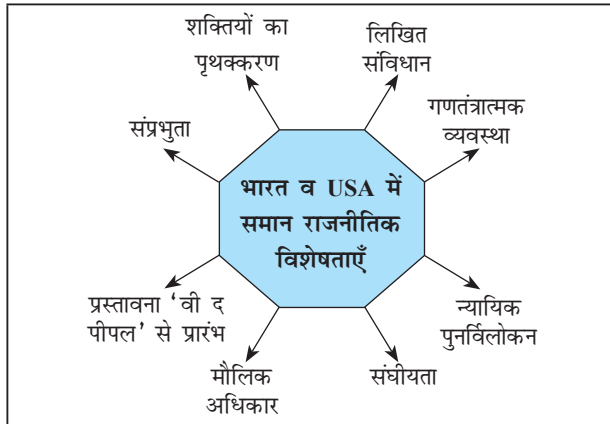 शक्तियों का
पृथक्करण
लिखित
संविधान
संप्रभुता
गणतंत्रात्मक
व्यवस्था
भारत व USA में
समान राजनीतिक
विशेषताएँ
प्रस्तावना ‘वी द
पीपल’ से प्रारंभ
न्यायिक
पुनर्विलोकन
मौलिक
अधिकार
संघीयता